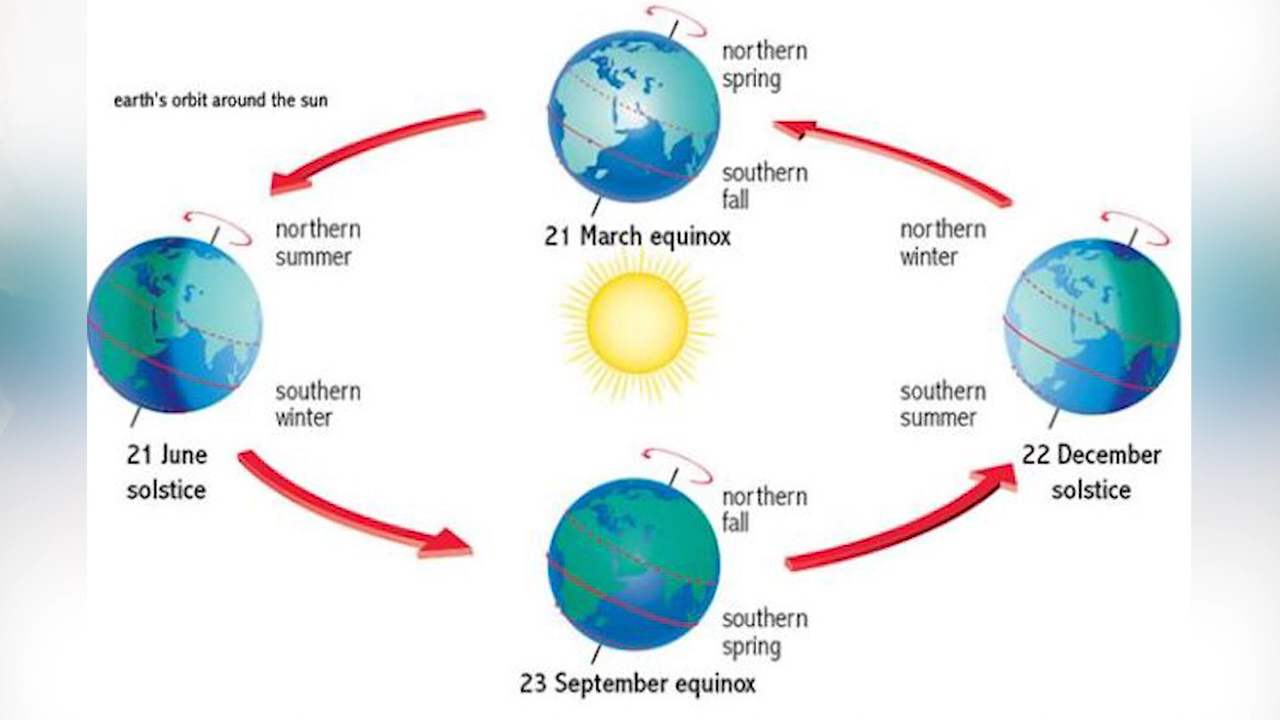 earth's orbit around the sun
northern
spring
southern
fall
21 March equinox
northern
summer
southern
winter
21 June
solstice
northern
winter
southern
summer
22 December
solstice
northern
fall
southern
spring
23 September equinox